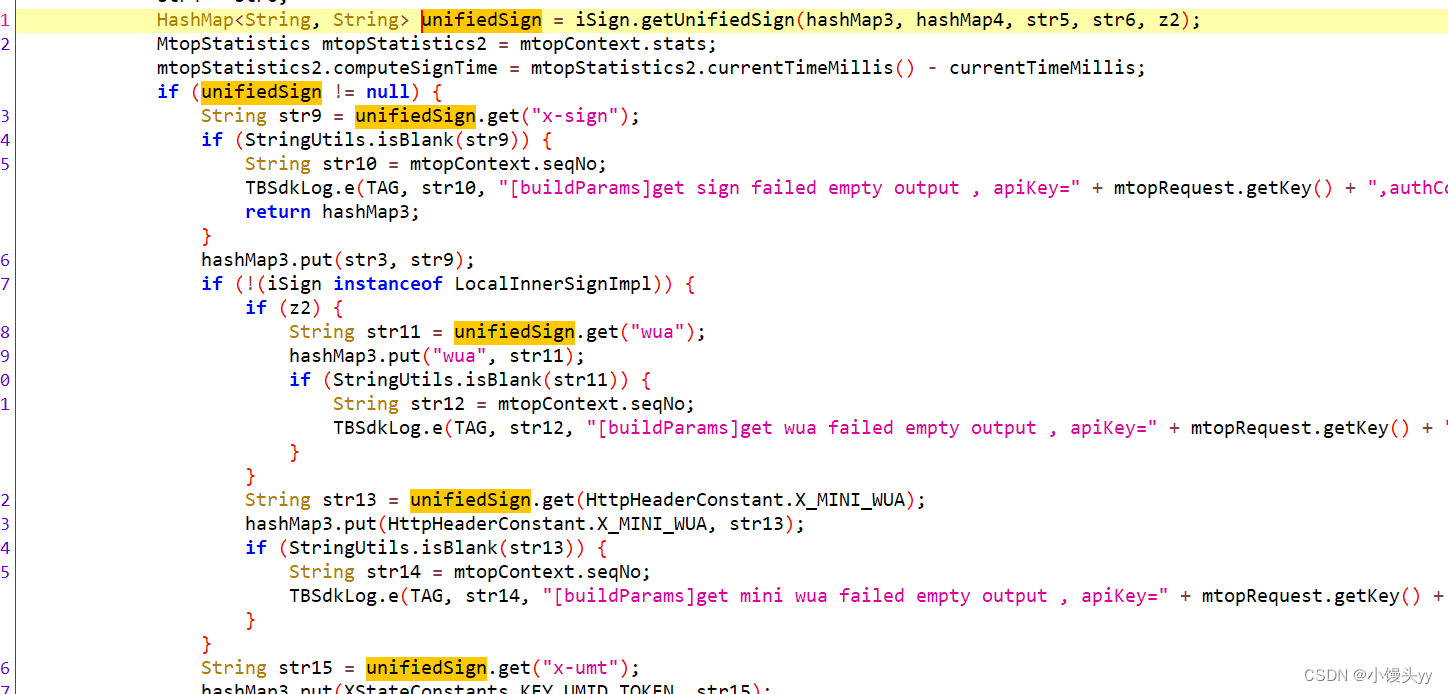 1 HashMap<String, String> unifiedSign = iSign.getUnifiedSign(hashMap3, hashMap4, str5, str6, z2);
2 MtopStatistics mtopStatistics2 = mtopContext.stats;
mtopStatistics2.computeSignTime = mtopStatistics2.currentTimeMillis() - currentTimeMillis;
if (unifiedSign != null) {
3 String str9 = unifiedSign.get("x-sign");
4 if (StringUtils.isBlank(str9)) {
5 String str10 = mtopContext.seqNo;
TBSdkLog.e(TAG, str10, "[buildParams]get sign failed empty output , apiKey=" + mtopRequest.getKey() + ",authCo
return hashMap3;
}
6 hashMap3.put(str3, str9);
7 if (!(iSign instanceof LocalInnerSignImpl)) {
if (z2) {
8 String str11 = unifiedSign.get("wua");
9 hashMap3.put("wua", str11);
0 if (StringUtils.isBlank(str11)) {
1 String str12 = mtopContext.seqNo;
TBSdkLog.e(TAG, str12, "[buildParams]get wua failed empty output , apiKey=" + mtopRequest.getKey() + "
}
}
2 String str13 = unifiedSign.get(HttpHeaderConstant.X_MINI_WUA);
3 hashMap3.put(HttpHeaderConstant.X_MINI_WUA, str13);
4 if (StringUtils.isBlank(str13)) {
5 String str14 = mtopContext.seqNo;
TBSdkLog.e(TAG, str14, "[buildParams]get mini wua failed empty output , apiKey=" + mtopRequest.getKey() +
}
}
6 String str15 = unifiedSign.get("x-umt");
7 hashMap3.put(XStateConstants.KEY_UMID_TOKEN, str15);
CSDN @小馒头yy